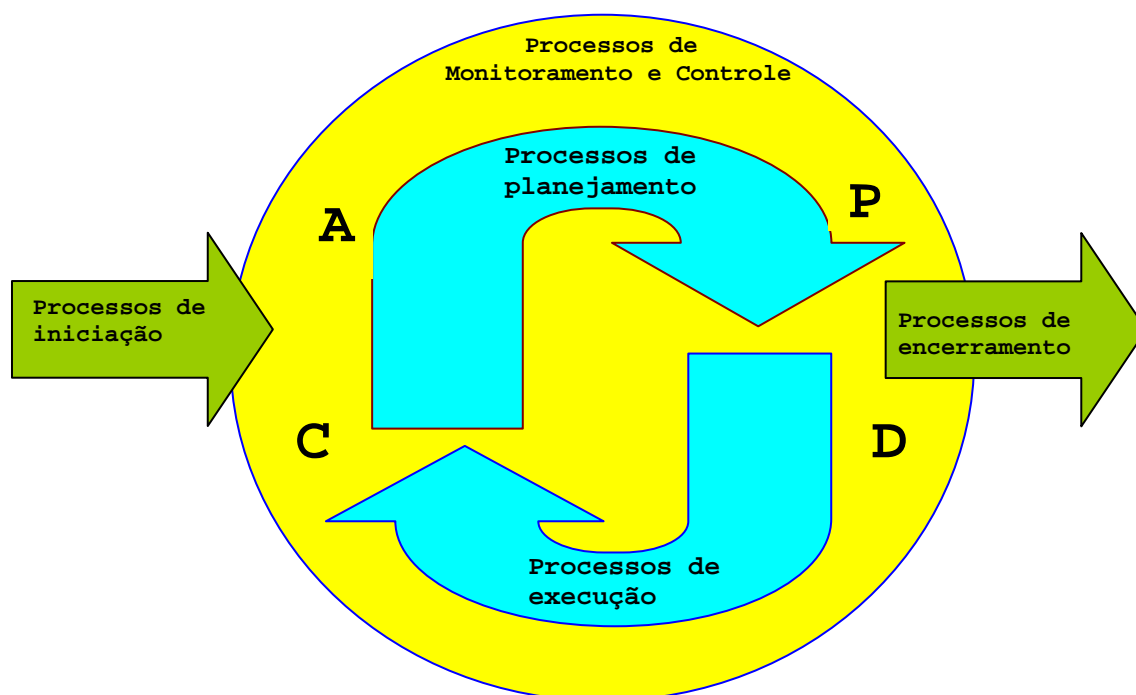 Processos de
Monitoramento e Controle
Processos de
planejamento
A
P
Processos de
iniciação
Processos de
encerramento
C
D
Processos de
execução